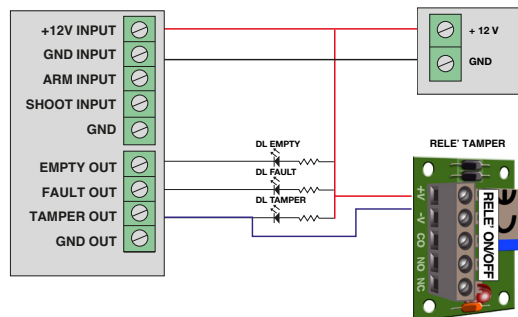 +12V INPUT
GND INPUT
ARM INPUT
SHOOT INPUT
GND
EMPTY OUT
FAULT OUT
TAMPER OUT
GND OUT
+ 12 V
GND
DL EMPTY
DL FAULT
DL TAMPER
RELE' TAMPER
+V
-V
CO
NO
NC
RELE' ON/OFF